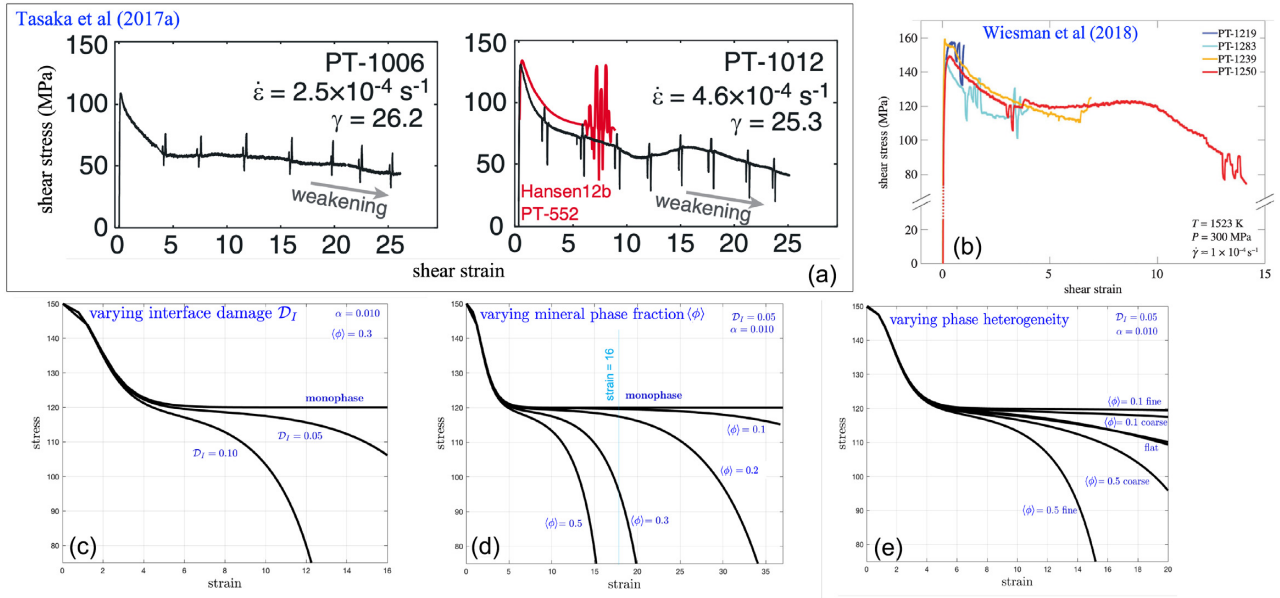 Tasaka et al (2017a)
shear stress (MPa)
150
100
50
0
PT-1006
ε̇ = 2.5×10⁻⁴ s⁻¹
γ = 26.2
weakening
0 5 10 15 20 25
150
100
50
0
PT-1012
ε̇ = 4.6×10⁻⁴ s⁻¹
γ = 25.3
Hansen12b
PT-552
weakening
0 5 10 15 20 25
shear strain
(a)
Wiesman et al (2018)
PT-1219
PT-1283
PT-1239
PT-1250
shear stress (MPa)
160
140
120
100
80
20
0
T = 1523 K
P = 300 MPa
γ̇ = 1 × 10⁻⁴ s⁻¹
(b)
0 5 10 15
shear strain
varying interface damage 𝒟_I
α = 0.010
⟨ϕ⟩ = 0.3
stress
150
140
130
120
110
100
90
80
monophase
𝒟_I = 0.05
𝒟_I = 0.10
(c)
0 2 4 6 8 10 12 14 16
strain
varying mineral phase fraction ⟨ϕ⟩
𝒟_I = 0.05
α = 0.010
stress
150
140
130
120
110
100
90
80
strain = 16
monophase
⟨ϕ⟩ = 0.1
⟨ϕ⟩ = 0.2
⟨ϕ⟩ = 0.5
⟨ϕ⟩ = 0.3
(d)
0 5 10 15 20 25 30 35
strain
varying phase heterogeneity
𝒟_I = 0.05
α = 0.010
stress
150
140
130
120
110
100
90
80
⟨ϕ⟩ = 0.1 fine
⟨ϕ⟩ = 0.1 coarse
flat
⟨ϕ⟩ = 0.5 coarse
⟨ϕ⟩ = 0.5 fine
(e)
0 2 4 6 8 10 12 14 16 18 20
strain